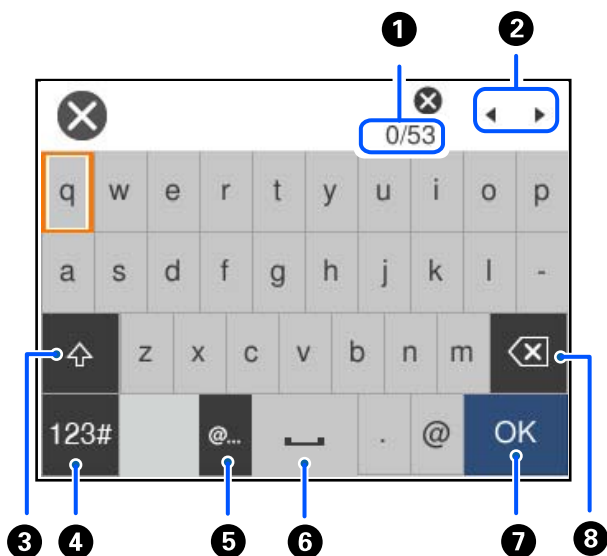 1 2
0/53
q w e r t y u i o p
a s d f g h j k l -
z x c v b n m
123# @... . @ OK
3 4 5 6 7 8